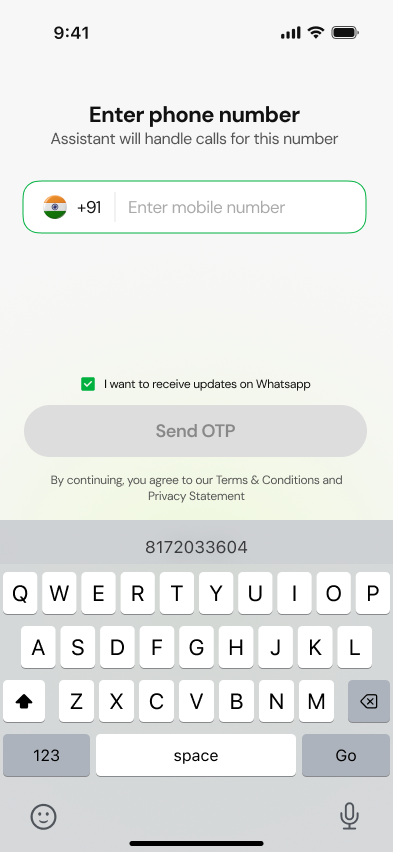 9:41
Enter phone number
Assistant will handle calls for this number
+91 Enter mobile number
I want to receive updates on Whatsapp
Send OTP
By continuing, you agree to our Terms & Conditions and
Privacy Statement
8172033604
Q W E R T Y U I O P
A S D F G H J K L
Z X C V B N M
123 space Go